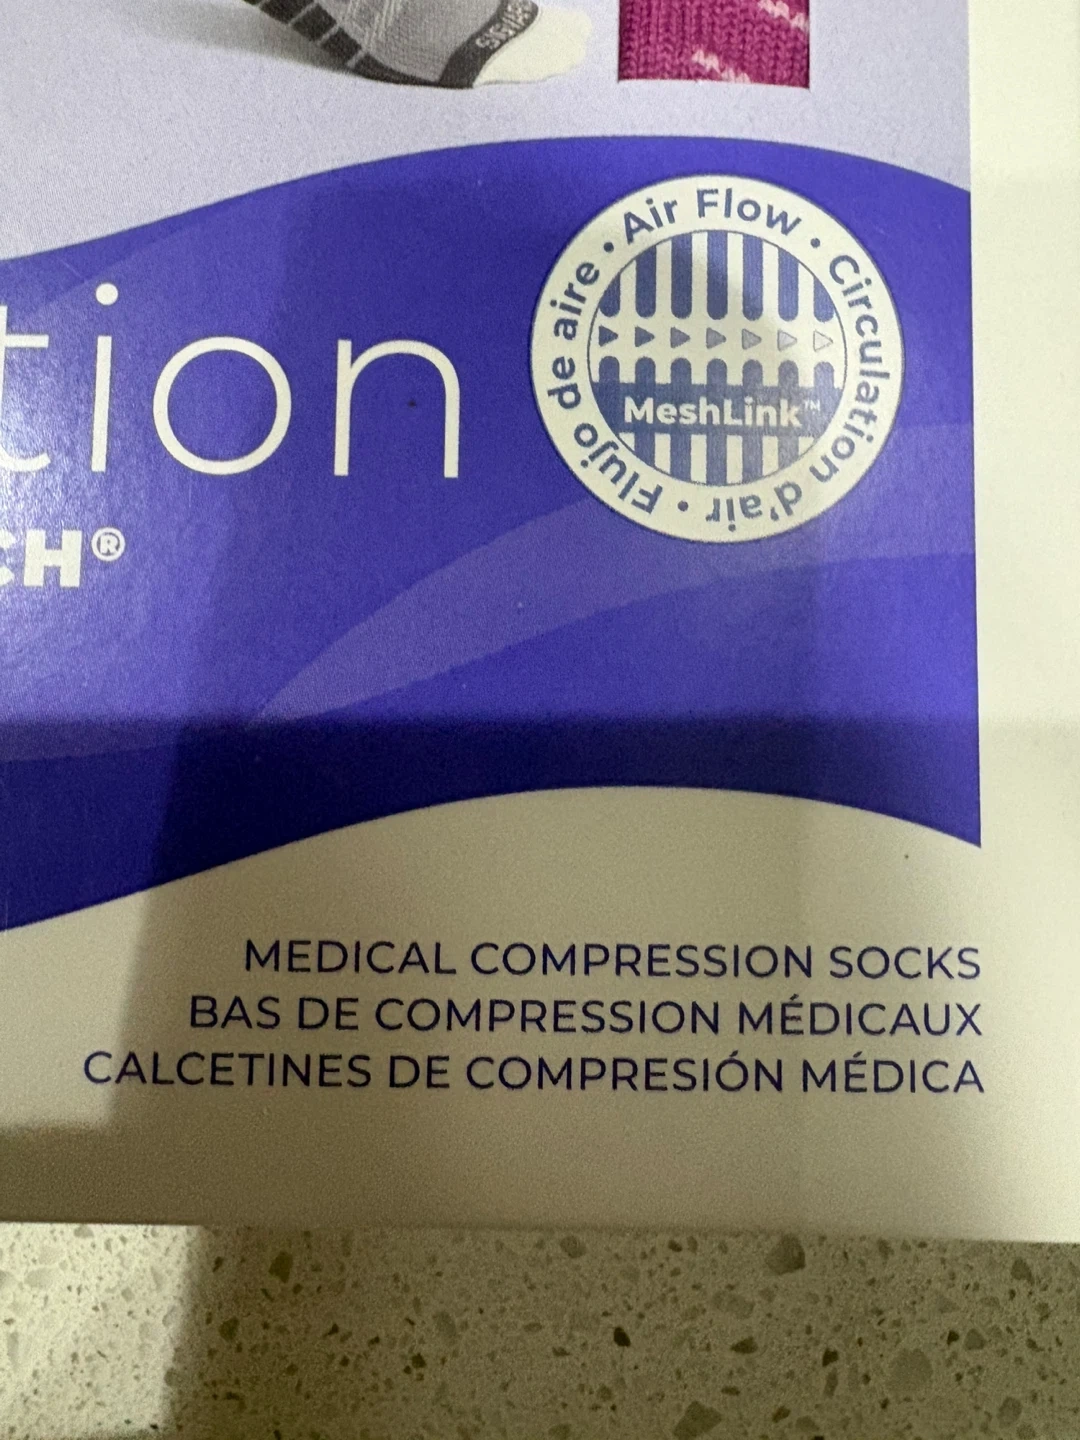 SIGVARIS
Air Flow • Circulation d'air • Flujo de aire •
MeshLink™
tion
CH®
MEDICAL COMPRESSION SOCKS
BAS DE COMPRESSION MÉDICAUX
CALCETINES DE COMPRESIÓN MÉDICA